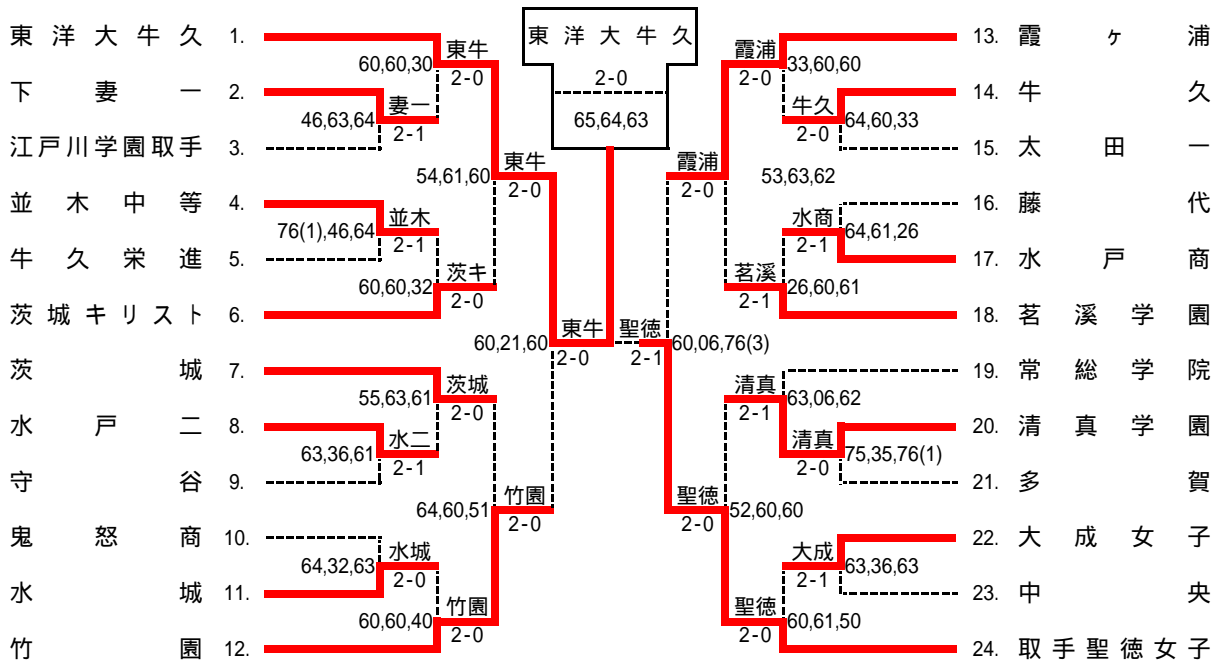 東洋大牛久
2-0
65,64,63
東洋大牛久 1.
下妻一 2.
江戸川学園取手 3.
並木中等 4.
牛久栄進 5.
茨城キリスト 6.
茨城 7.
水戸二 8.
守谷 9.
鬼怒商 10.
水城 11.
竹園 12.
東牛
60,60,30
2-0
妻一
46,63,64
2-1
東牛
54,61,60
2-0
並木
76(1),46,64
2-1
茨キ
60,60,32
2-0
東牛
60,21,60
2-0
茨城
55,63,61
2-0
水二
63,36,61
2-1
竹園
64,60,51
2-0
水城
64,32,63
2-0
竹園
60,60,40
2-0
霞浦
33,60,60
2-0
牛久
64,60,33
2-0
霞浦
53,63,62
2-0
水商
64,61,26
2-1
茗溪
26,60,61
2-1
聖徳
60,06,76(3)
2-1
清真
63,06,62
2-1
清真
75,35,76(1)
2-0
聖徳
52,60,60
2-0
大成
63,36,63
2-1
聖徳
60,61,50
2-0
13. 霞ヶ浦
14. 牛久
15. 太田一
16. 藤代
17. 水戸商
18. 茗溪学園
19. 常総学院
20. 清真学園
21. 多賀
22. 大成女子
23. 中央
24. 取手聖徳女子